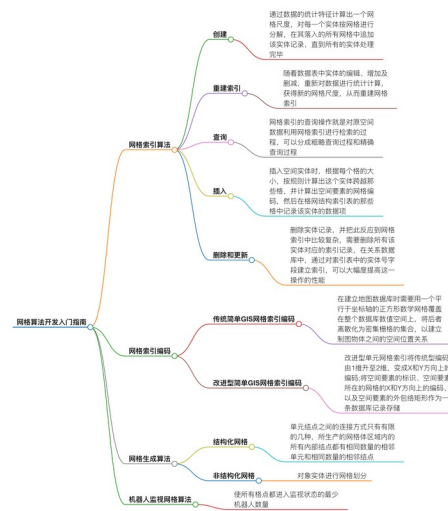 通过数据的统计特征计算出一个网
格尺度，对每一个实体按网格进行
分解，在其落入的所有网格中追加
该实体记录，直到所有的实体处理
完毕
创建
随着数据表中实体的编辑、增加及
删减，重新对数据进行统计计算，
获得新的网格尺度，从而重建网格
索引
重建索引
网格索引的查询操作就是对原空间
数据利用网格索引进行检索的过
程，可以分成粗略查询过程和精确
查询过程
网格索引算法
查询
插入空间实体时，根据每个格的大
小，按规则计算出这个实体跨越那
些格，并计算出空间要素的网格编
码，然后在格网结构索引表的那些
格中记录该实体的数据项
插入
删除实体记录，并把此反应到网格
索引中比较复杂，需要删除所有该
实体对应的索引记录，在关系数据
库中，通过对索引表中的实体号字
段建立索引，可以大幅度提高这一
操作的性能
删除和更新
网格算法开发入门指南
在建立地图数据库时需要用一个平
行于坐标轴的正方形数学网格覆盖
在整个数据库数值空间上，将后者
离散化为密集栅格的集合，以建立
制图物体之间的空间位置关系
传统简单GIS网格索引编码
网格索引编码
改进型单元网格索引将传统型编码
由1维升至2维，变成X和Y方向上的
编码;将空间要素的标识、空间要素
所在的网格的X和Y方向上的编码、
以及空间要素的外包络矩形作为一
条数据库记录存储
改进型简单GIS网格索引编码
单元结点之间的连接方式只有有限
的几种，所生产的网格体区域内的
所有内部结点都有相同数量的相邻
单元和相同数量的相邻结点
结构化网格
网格生成算法
非结构化网格
对象实体进行网格划分
机器人监视网格算法
使所有格点都进入监视状态的最少
机器人数量